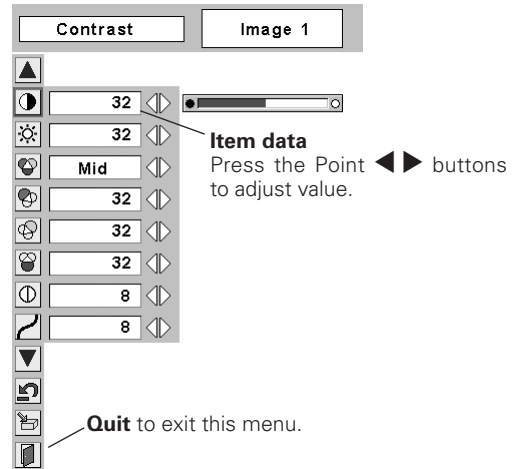 Contrast Image 1
32
32
Item data
Press the Point ◀▶ buttons
to adjust value.
Mid
32
32
32
8
8
Quit to exit this menu.